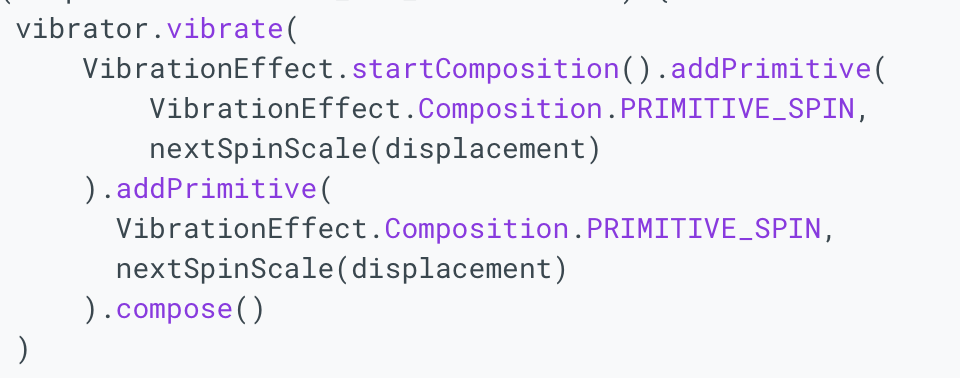 vibrator.vibrate(
VibrationEffect.startComposition().addPrimitive(
VibrationEffect.Composition.PRIMITIVE_SPIN,
nextSpinScale(displacement)
).addPrimitive(
VibrationEffect.Composition.PRIMITIVE_SPIN,
nextSpinScale(displacement)
).compose()
)